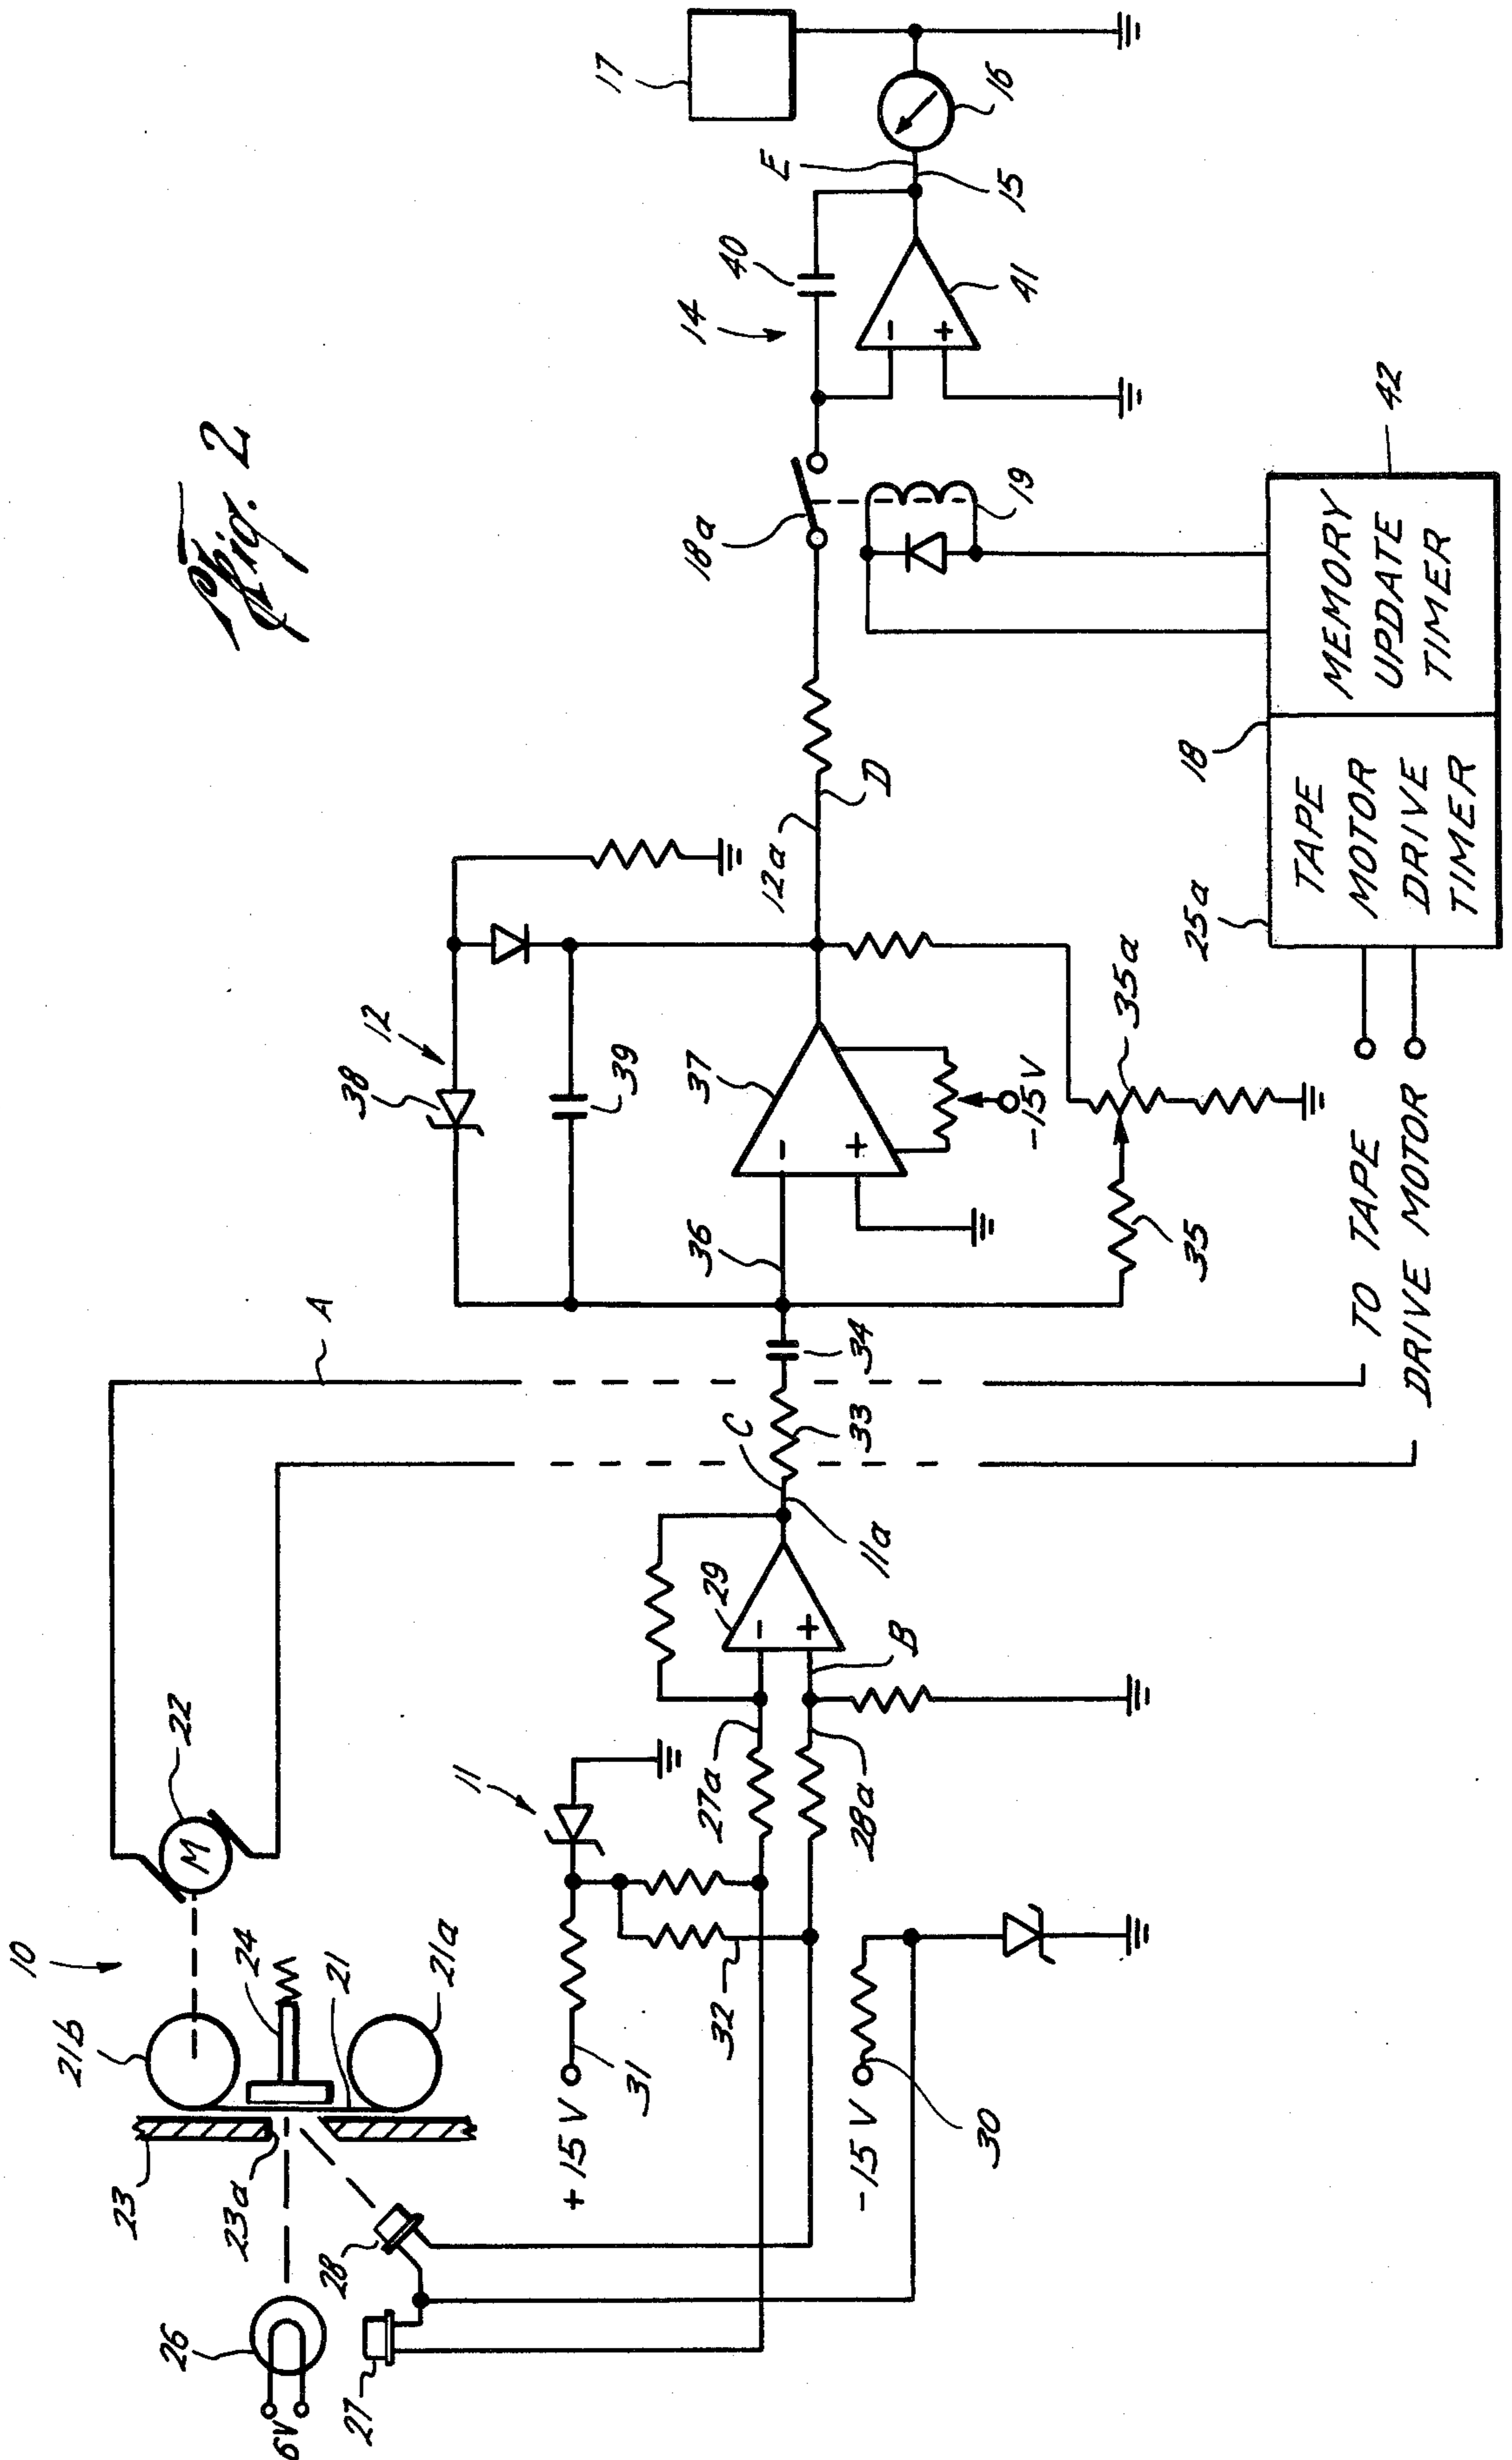 Fig. 2
10
21b
22
M
A
23
24
21
21a
23a
26
6V
28
27
11
+15V
31
32
27a
28a
-15V
30
29
B
C
11a
33
34
36
12
38
39
37
-15V
35
35a
12a
D
18a
19
14
40
41
E
15
16
17
TO TAPE
DRIVE MOTOR
25a
18
42
TAPE
MOTOR
DRIVE
TIMER
MEMORY
UPDATE
TIMER
-
+
-
+
-
+